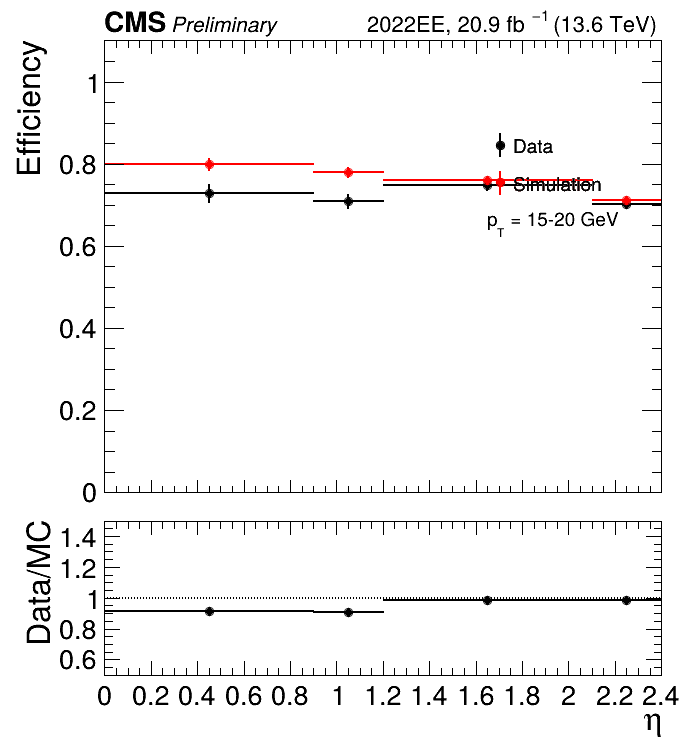 CMS Preliminary 2022EE, 20.9 fb⁻¹ (13.6 TeV)
Efficiency
1
0.8
0.6
0.4
0.2
0
Data
Simulation
p_T = 15-20 GeV
Data/MC
1.4
1.2
1
0.8
0.6
0 0.2 0.4 0.6 0.8 1 1.2 1.4 1.6 1.8 2 2.2 2.4
η